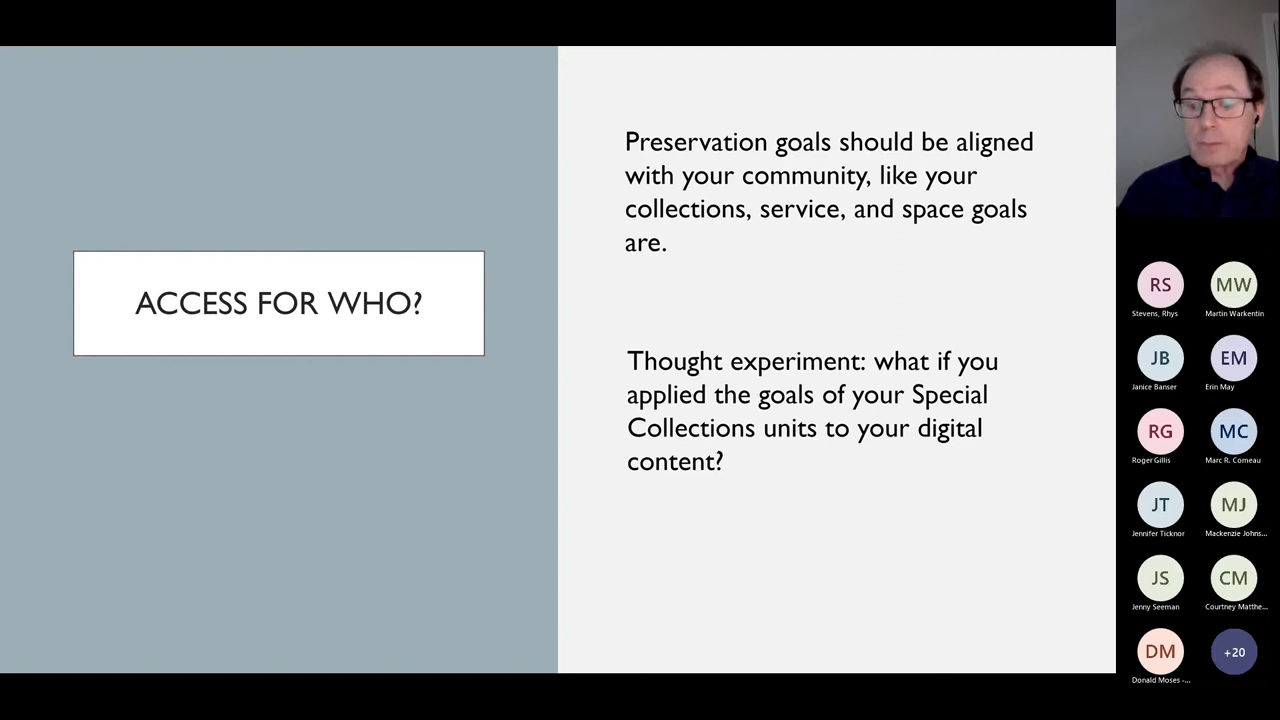 ACCESS FOR WHO?
Preservation goals should be aligned
with your community, like your
collections, service, and space goals
are.
Thought experiment: what if you
applied the goals of your Special
Collections units to your digital
content?
RS
Stevens, Rhys
MW
Martin Warkentin
JB
Janice Banser
EM
Erin May
RG
Roger Gillis
MC
Marc R. Comeau
JT
Jennifer Ticknor
MJ
Mackenzie Johns...
JS
Jenny Seeman
CM
Courtney Matthe...
DM
Donald Moses -...
+20